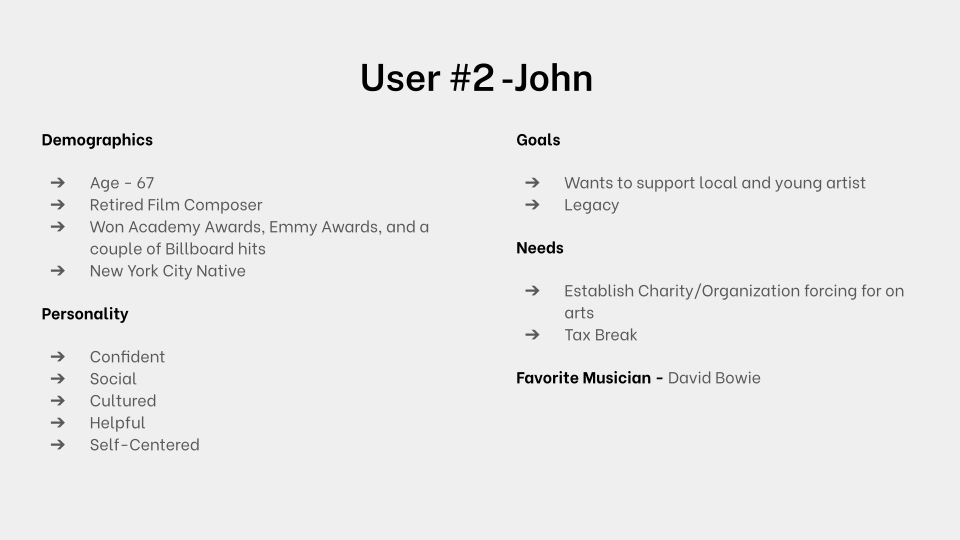 User #2 -John
Demographics
➔ Age - 67
➔ Retired Film Composer
➔ Won Academy Awards, Emmy Awards, and a
couple of Billboard hits
➔ New York City Native
Personality
➔ Confident
➔ Social
➔ Cultured
➔ Helpful
➔ Self-Centered
Goals
➔ Wants to support local and young artist
➔ Legacy
Needs
➔ Establish Charity/Organization forcing for on
arts
➔ Tax Break
Favorite Musician - David Bowie